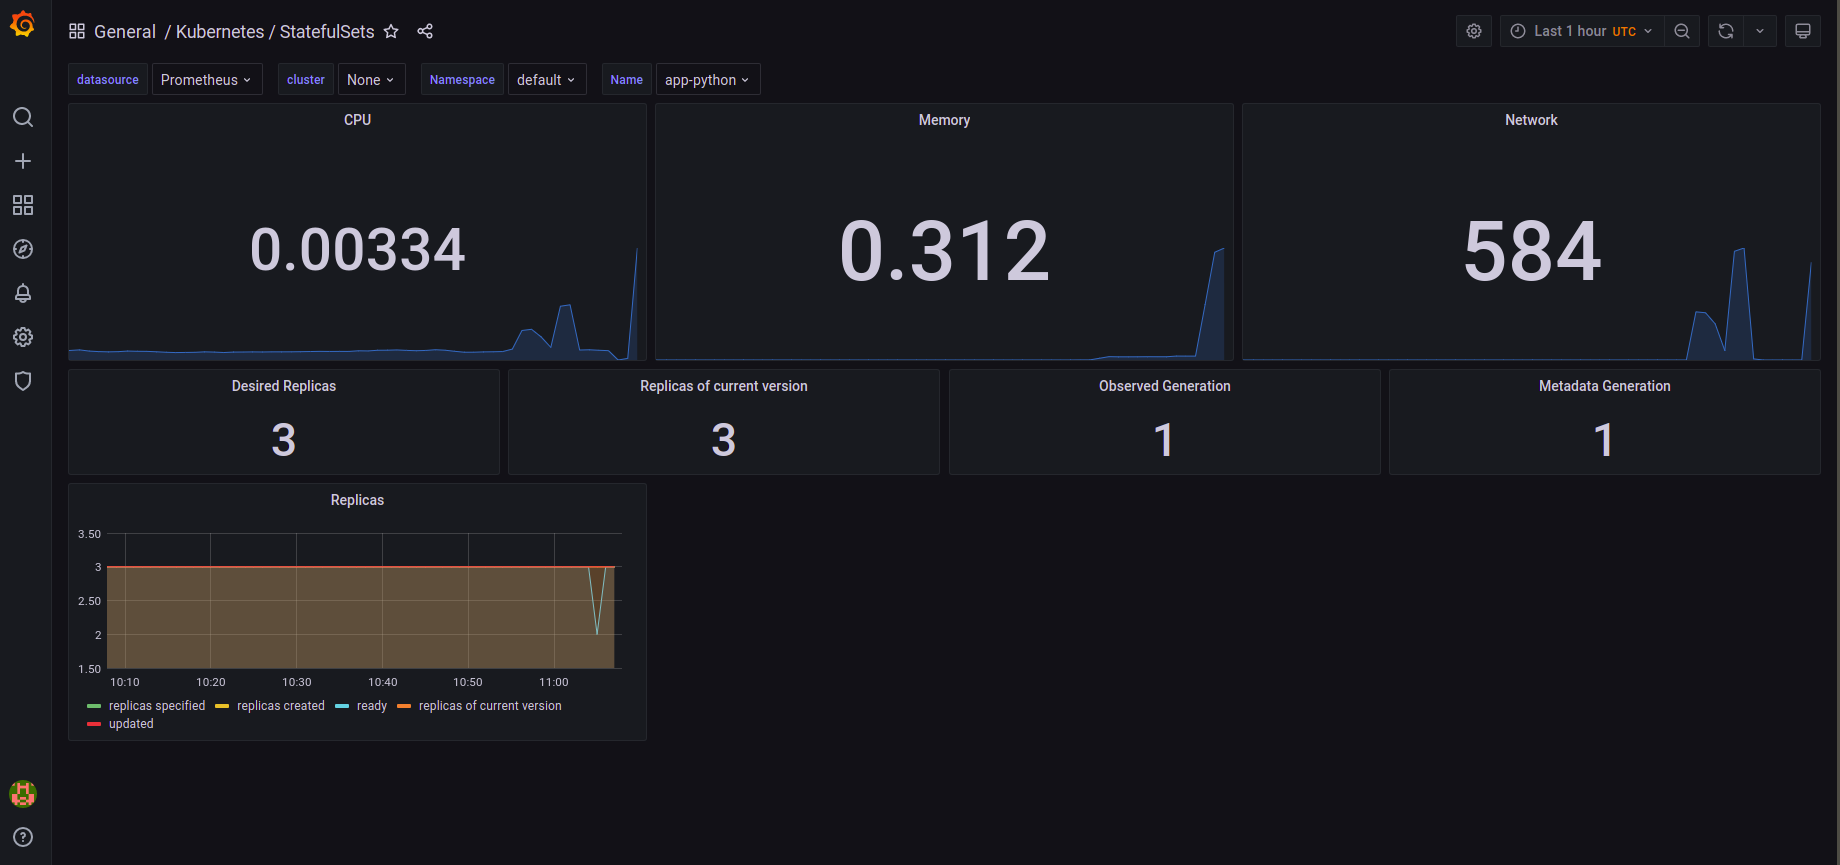 General / Kubernetes / StatefulSets
Last 1 hour UTC
datasource Prometheus cluster None Namespace default Name app-python
CPU
0.00334
Memory
0.312
Network
584
Desired Replicas
3
Replicas of current version
3
Observed Generation
1
Metadata Generation
1
Replicas
3.50
3
2.50
2
1.50
10:10 10:20 10:30 10:40 10:50 11:00
replicas specified replicas created ready replicas of current version
updated